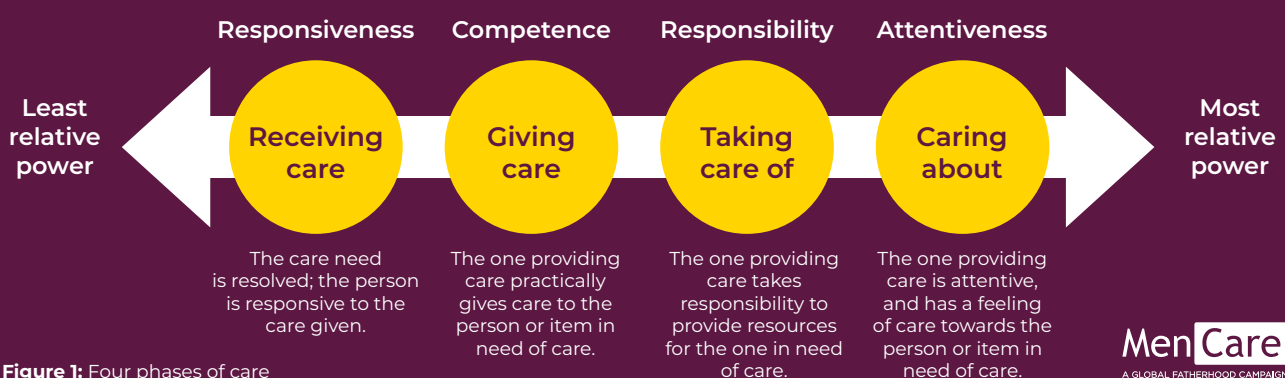 Responsiveness
Competence
Responsibility
Attentiveness
Least
relative
power
Receiving
care
Giving
care
Taking
care of
Caring
about
Most
relative
power
The care need
is resolved; the person
is responsive to the
care given.
The one providing
care practically
gives care to the
person or item in
need of care.
The one providing
care takes
responsibility to
provide resources
for the one in need
of care.
The one providing
care is attentive,
and has a feeling
of care towards the
person or item in
need of care.
Figure 1: Four phases of care
MenCare
A GLOBAL FATHERHOOD CAMPAIGN